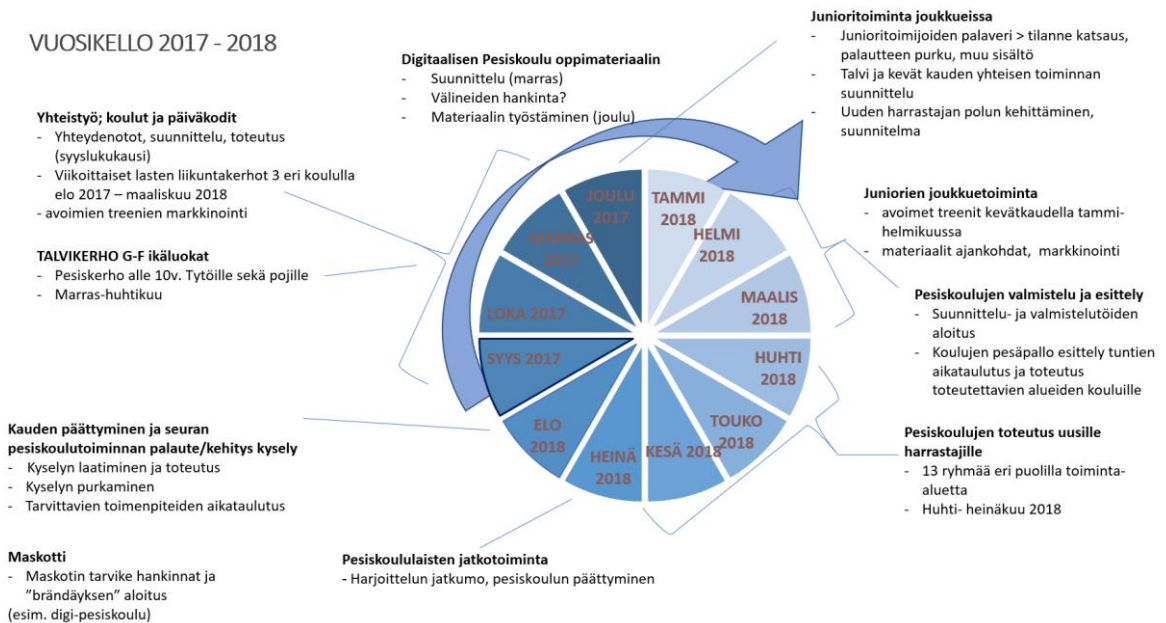 VUOSIKELLO 2017 - 2018
Yhteistyö; koulut ja päiväkodit
- Yhteydenotot, suunnittelu, toteutus
(syyslukukausi)
- Viikoittaiset lasten liikuntakerhot 3 eri koululla
elo 2017 – maaliskuu 2018
- avoimien treenien markkinointi
TALVIKERHO G-F ikäluokat
- Pesiskerho alle 10v. Tytöille sekä pojille
- Marras-huhtikuu
Kauden päättyminen ja seuran
pesiskoulutoiminnan palaute/kehitys kysely
- Kyselyn laatiminen ja toteutus
- Kyselyn purkaminen
- Tarvittavien toimenpiteiden aikataulutus
Maskotti
- Maskotin tarvike hankinnat ja
"brändäyksen" aloitus
(esim. digi-pesiskoulu)
Digitaalisen Pesiskoulu oppimateriaalin
- Suunnittelu (marras)
- Välineiden hankinta?
- Materiaalin työstäminen (joulu)
JOULU
2017
TAMMI
2018
MARRAS
2017
HELMI
2018
LOKA 2017
MAALIS
2018
SYYS 2017
HUHTI
2018
ELO
2018
TOUKO
2018
HEINÄ
2018
KESÄ 2018
Pesiskoululaisten jatkotoiminta
- Harjoittelun jatkumo, pesiskoulun päättyminen
Junioritoiminta joukkueissa
- Junioritoimijoiden palaveri > tilanne katsaus,
palautteen purku, muu sisältö
- Talvi ja kevät kauden yhteisen toiminnan
suunnittelu
- Uuden harrastajan polun kehittäminen,
suunnitelma
Juniorien joukkuetoiminta
- avoimet treenit kevätkaudella tammi-
helmikuussa
- materiaalit ajankohdat, markkinointi
Pesiskoulujen valmistelu ja esittely
- Suunnittelu- ja valmistelutöiden
aloitus
- Koulujen pesäpallo esittely tuntien
aikataulutus ja toteutus
toteutettavien alueiden kouluille
Pesiskoulujen toteutus uusille
harrastajille
- 13 ryhmää eri puolilla toiminta-
aluetta
- Huhti- heinäkuu 2018